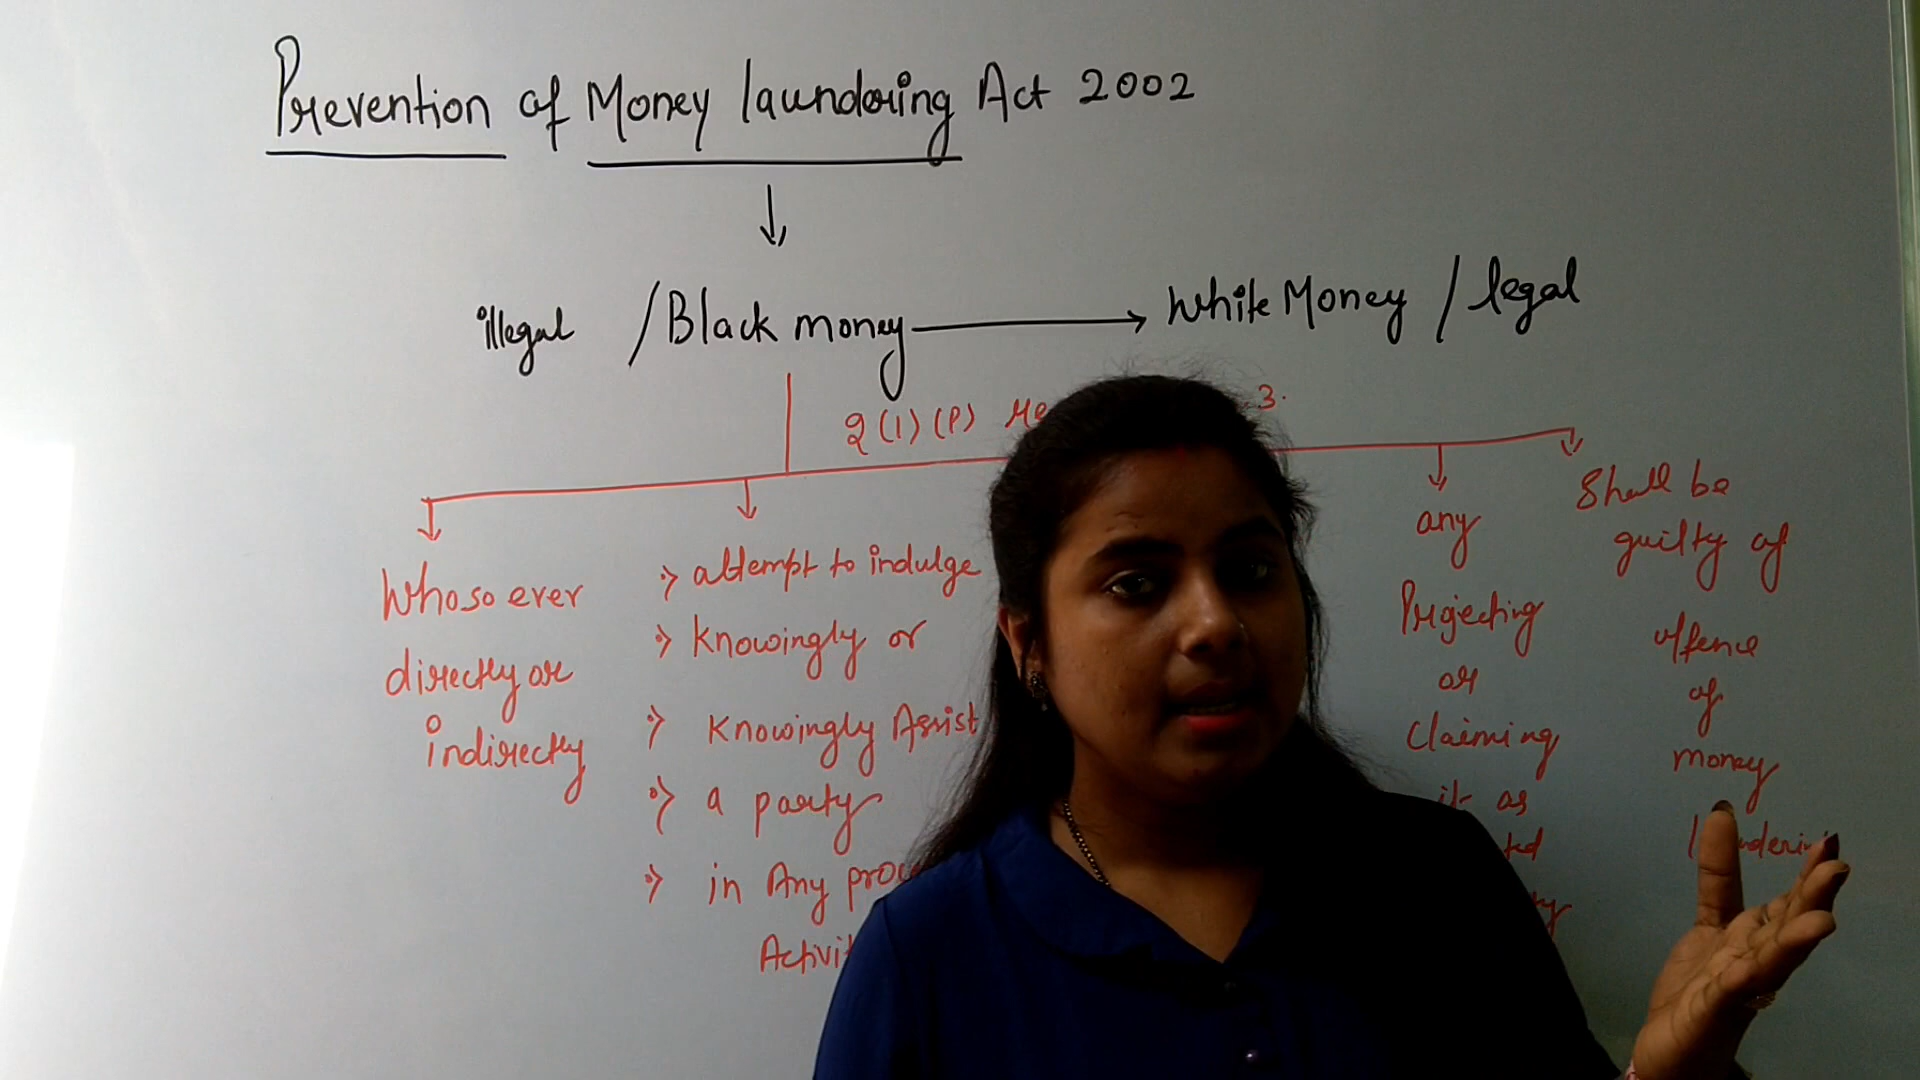 Prevention of Money laundering Act 2002
illegal / Black money → White Money / legal
2 (1) (P)
3.
Whoso ever
directly or
indirectly
attempt to indulge
Knowingly or
Knowingly Assist
a party
in Any
any
Projecting
or
Claiming
it as
Shall be
guilty of
offence
of
money